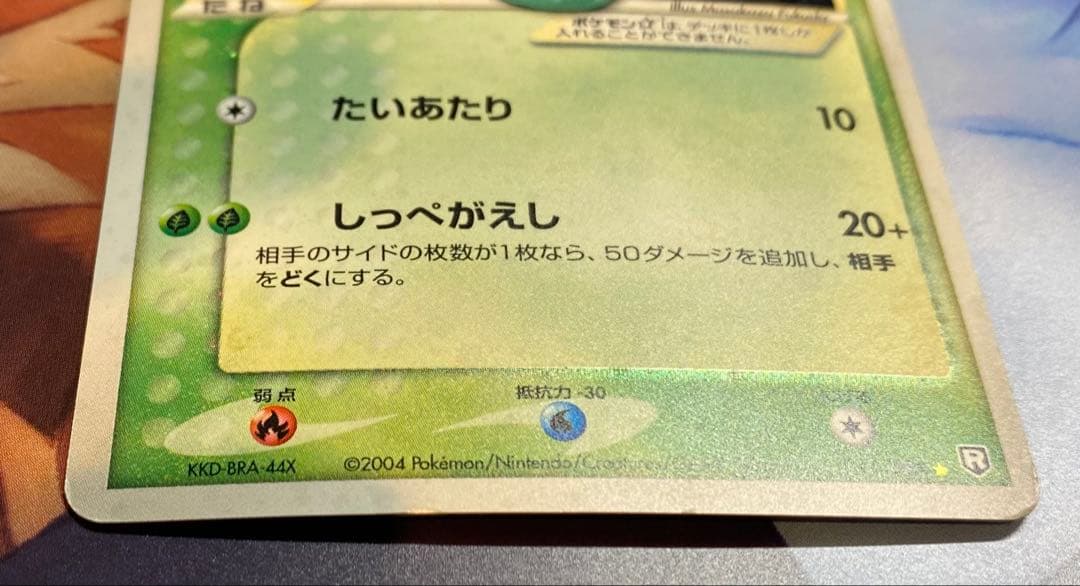 たね
Illus. Masakazu Fukuda
ポケモン☆は、デッキに1枚しか
入れることができません。
たいあたり 10
しっぺがえし 20+
相手のサイドの枚数が1枚なら、50ダメージを追加し、相手
をどくにする。
弱点 抵抗力 -30
KKD-BRA-44X ©2004 Pokémon/Nintendo/Creatures
R